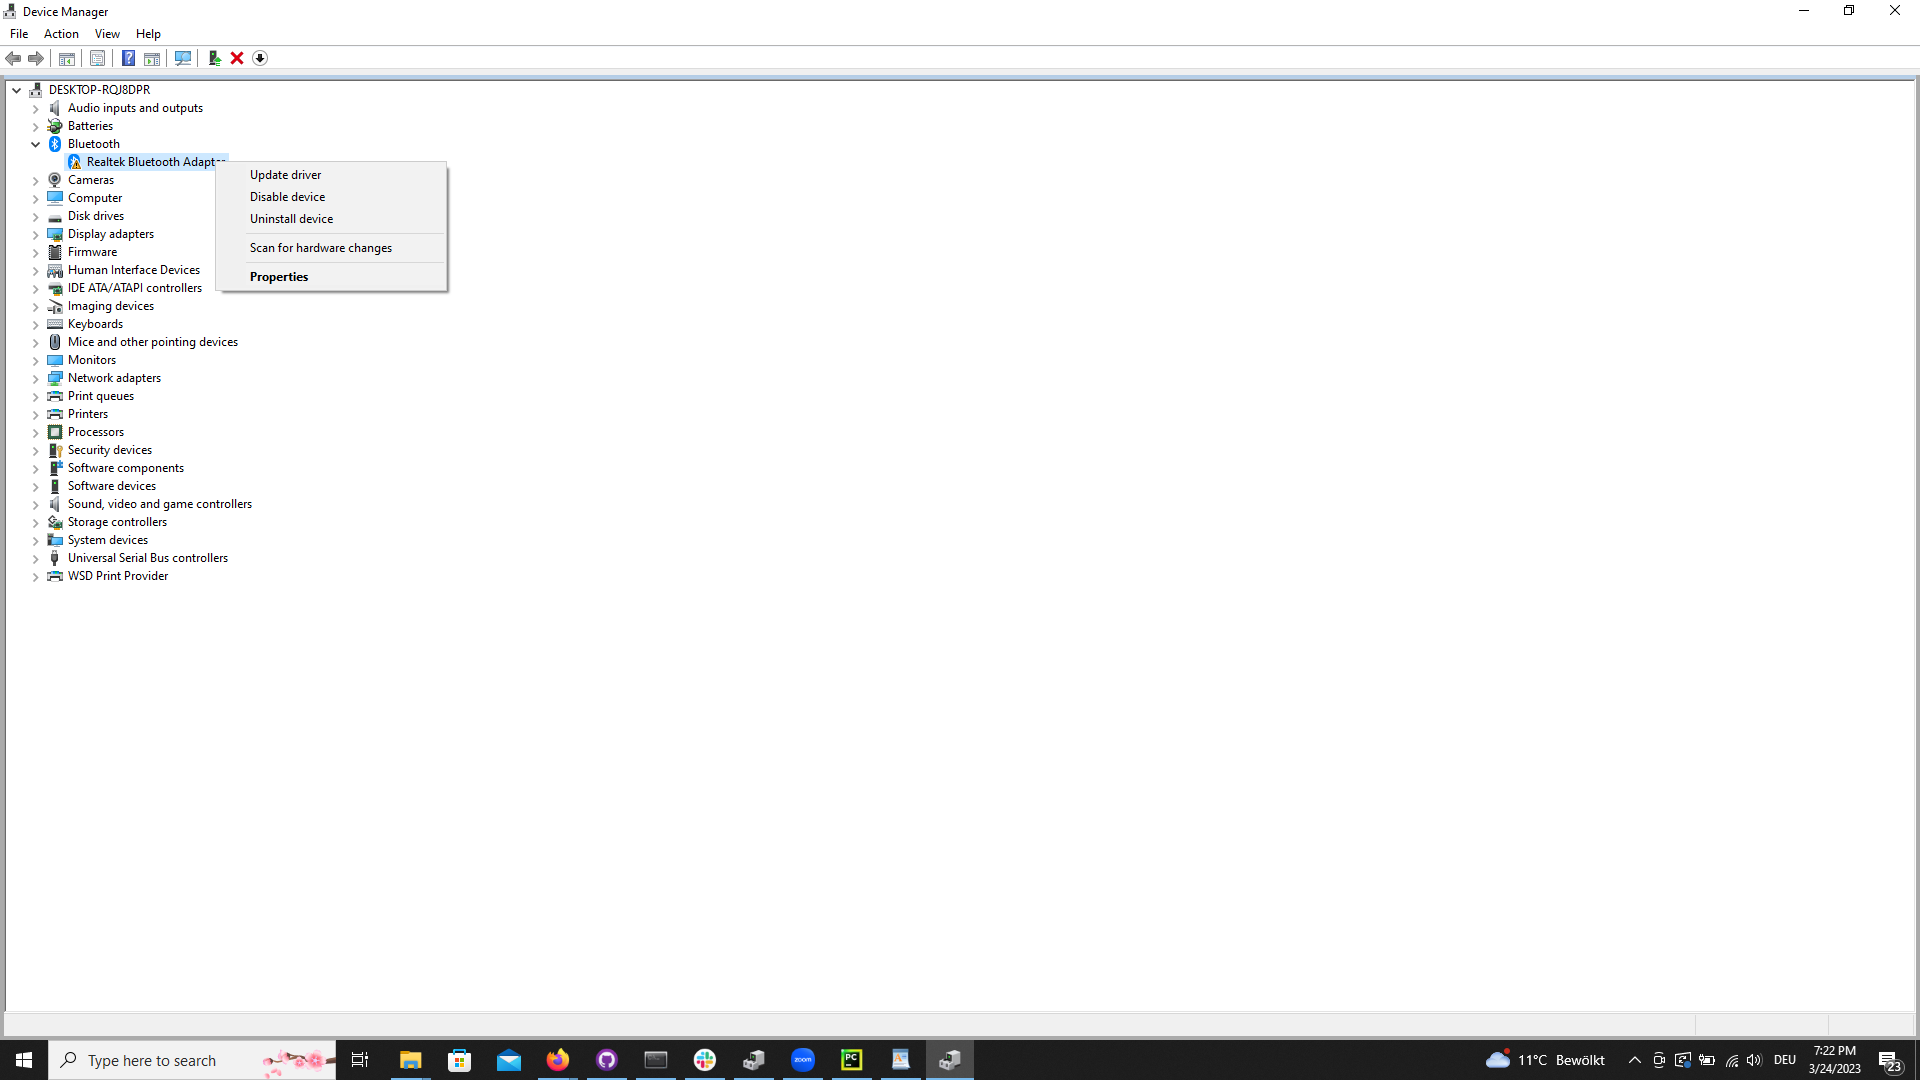 Device Manager
File Action View Help
DESKTOP-RQJ8DPR
Audio inputs and outputs
Batteries
Bluetooth
Realtek Bluetooth Adapter
Update driver
Disable device
Uninstall device
Scan for hardware changes
Properties
Cameras
Computer
Disk drives
Display adapters
Firmware
Human Interface Devices
IDE ATA/ATAPI controllers
Imaging devices
Keyboards
Mice and other pointing devices
Monitors
Network adapters
Print queues
Printers
Processors
Security devices
Software components
Software devices
Sound, video and game controllers
Storage controllers
System devices
Universal Serial Bus controllers
WSD Print Provider
Type here to search
zoom
PC
11°C Bewölkt
DEU
7:22 PM
3/24/2023
23